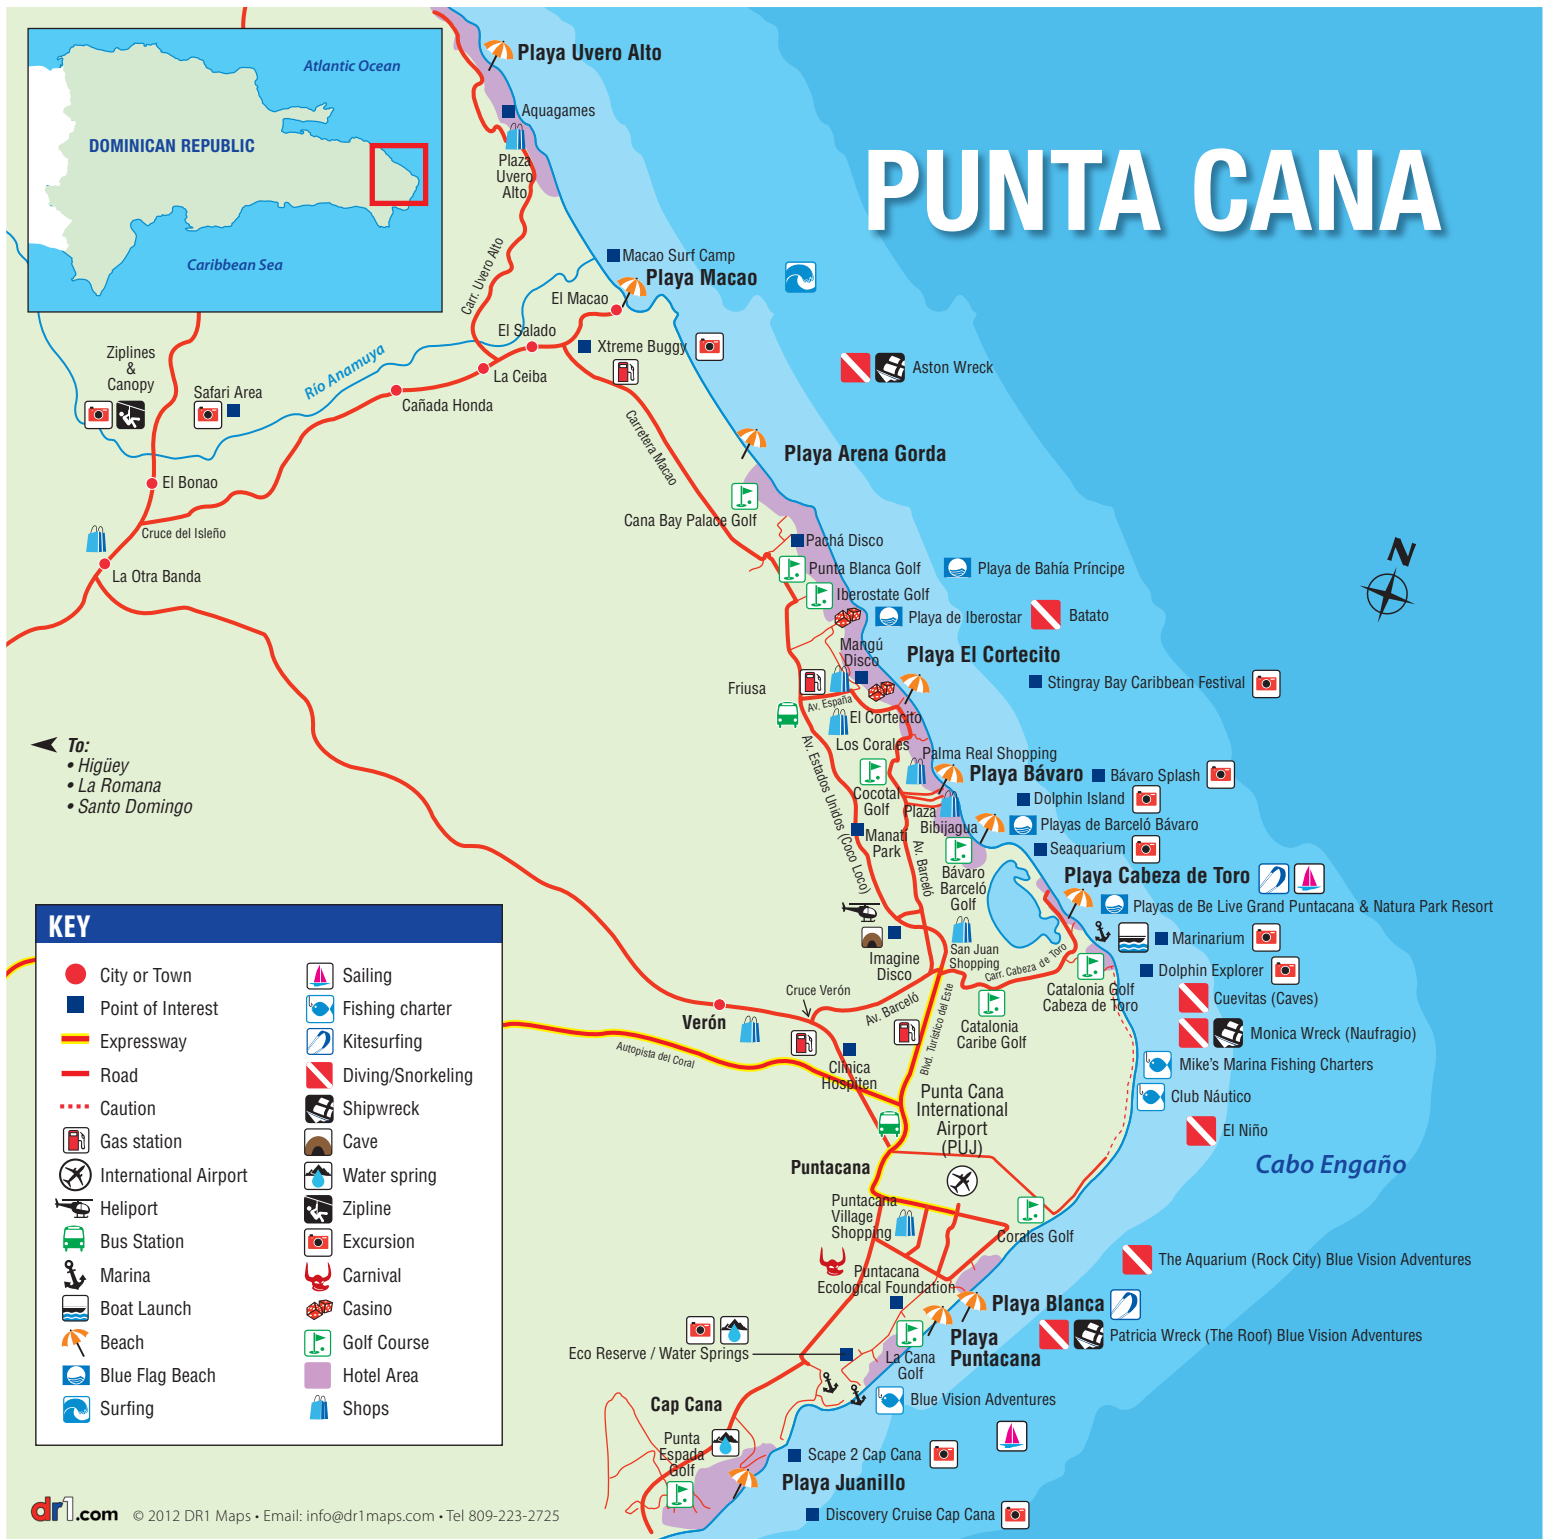 PUNTA CANA
Atlantic Ocean
DOMINICAN REPUBLIC
Caribbean Sea
Playa Uvero Alto
Aquagames
Plaza
Uvero
Alto
Carr. Uvero Alto
Macao Surf Camp
Playa Macao
El Macao
El Salado
Xtreme Buggy
La Ceiba
Cañada Honda
Río Anamuya
Ziplines
&
Canopy
Safari Area
El Bonao
Cruce del Isleño
La Otra Banda
Aston Wreck
Carretera Macao
Playa Arena Gorda
Cana Bay Palace Golf
Pachá Disco
Punta Blanca Golf
Playa de Bahía Príncipe
Iberostate Golf
Playa de Iberostar
Batato
Mangú
Disco
Playa El Cortecito
Stingray Bay Caribbean Festival
Friusa
Av. España
El Cortecito
Los Corales
Palma Real Shopping
Playa Bávaro
Bávaro Splash
Cocotal
Golf
Dolphin Island
Plaza
Bibijagua
Playas de Barceló Bávaro
Av. Estados Unidos (Coco Loco)
Manatí
Park
Av. Barceló
Seaquarium
Bávaro
Barceló
Golf
Playa Cabeza de Toro
Playas de Be Live Grand Puntacana & Natura Park Resort
Marinarium
San Juan
Shopping
Carr. Cabeza de Toro
Imagine
Disco
Dolphin Explorer
Catalonia Golf
Cabeza de Toro
Cuevitas (Caves)
Cruce Verón
Av. Barceló
Verón
Catalonia
Caribe Golf
Monica Wreck (Naufragio)
Blvd. Turístico del Este
Autopista del Coral
Clínica
Hospiten
Mike's Marina Fishing Charters
Club Náutico
Punta Cana
International
Airport
(PUJ)
El Niño
Cabo Engaño
Puntacana
Puntacana
Village
Shopping
Corales Golf
The Aquarium (Rock City) Blue Vision Adventures
Puntacana
Ecological Foundation
Playa Blanca
Playa
Puntacana
Patricia Wreck (The Roof) Blue Vision Adventures
Eco Reserve / Water Springs
La Cana
Golf
Blue Vision Adventures
Cap Cana
Punta
Espada
Golf
Scape 2 Cap Cana
Playa Juanillo
Discovery Cruise Cap Cana
N
To:
• Higüey
• La Romana
• Santo Domingo
KEY
City or Town
Point of Interest
Expressway
Road
Caution
Gas station
International Airport
Heliport
Bus Station
Marina
Boat Launch
Beach
Blue Flag Beach
Surfing
Sailing
Fishing charter
Kitesurfing
Diving/Snorkeling
Shipwreck
Cave
Water spring
Zipline
Excursion
Carnival
Casino
Golf Course
Hotel Area
Shops
dr1.com © 2012 DR1 Maps • Email: info@dr1maps.com • Tel 809-223-2725